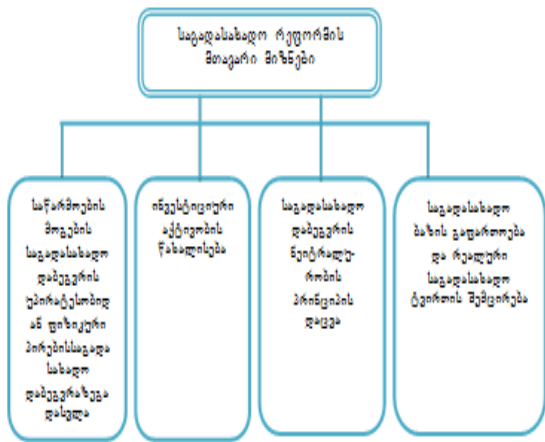 საგადასახადო რეფორმის
მთავარი მიზნები
საწარმოების
მოგების
საგადასახადო
დაბეგვრის
უპირატესობიდ
ან ფიზიკური
პირებისსაგადა
სახადო
დაბეგვრაზეგა
დასვლა
ინვესტიციური
აქტივობის
წახალისება
საგადასახადო
დაბეგვრის
ნეიტრალუ-
რობის
პრინციპის
დაცვა
საგადასახადო
ბაზის გაფართოება
და რეალური
საგადასახადო
ტვირთის შემცირება